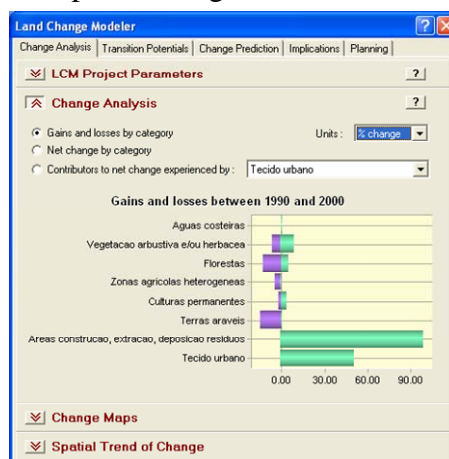 Land Change Modeler
Change Analysis Transition Potentials Change Prediction Implications Planning
LCM Project Parameters ?
Change Analysis ?
Gains and losses by category Units : % change
Net change by category
Contributors to net change experienced by : Tecido urbano
Gains and losses between 1990 and 2000
Aguas costeiras
Vegetacao arbustiva e/ou herbacea
Florestas
Zonas agricolas heterogeneas
Culturas permanentes
Terras araveis
Areas construcao, extracao, deposicao residuos
Tecido urbano
0.00 30.00 60.00 90.00
Change Maps
Spatial Trend of Change